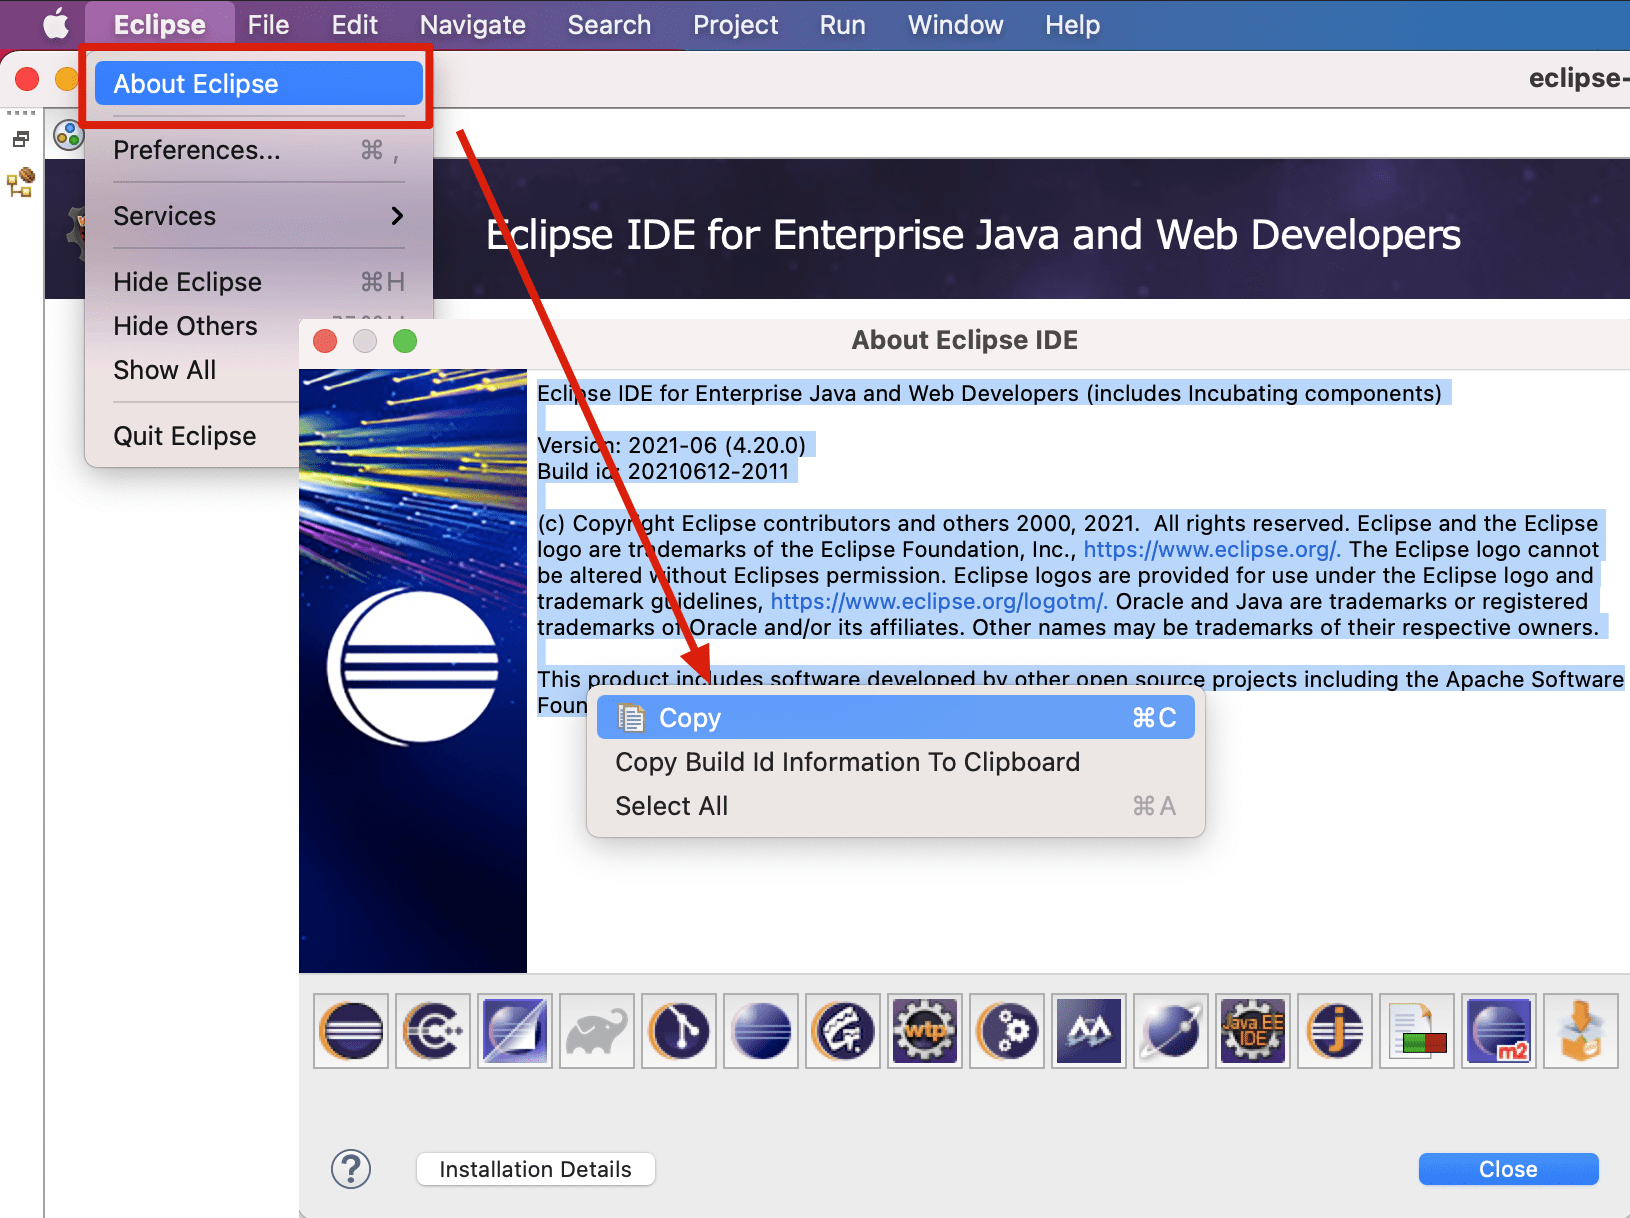 Eclipse File Edit Navigate Search Project Run Window Help
eclipse-
About Eclipse
Preferences... ⌘ ,
Services
Hide Eclipse ⌘H
Hide Others
Show All
Quit Eclipse
Eclipse IDE for Enterprise Java and Web Developers
About Eclipse IDE
Eclipse IDE for Enterprise Java and Web Developers (includes Incubating components)
Version: 2021-06 (4.20.0)
Build id: 20210612-2011
(c) Copyright Eclipse contributors and others 2000, 2021.  All rights reserved. Eclipse and the Eclipse
logo are trademarks of the Eclipse Foundation, Inc., https://www.eclipse.org/. The Eclipse logo cannot
be altered without Eclipses permission. Eclipse logos are provided for use under the Eclipse logo and
trademark guidelines, https://www.eclipse.org/logotm/. Oracle and Java are trademarks or registered
trademarks of Oracle and/or its affiliates. Other names may be trademarks of their respective owners.
This product includes software developed by other open source projects including the Apache Software
Foun
Copy ⌘C
Copy Build Id Information To Clipboard
Select All ⌘A
wtp
Java EE
IDE
j
m2
? Installation Details Close